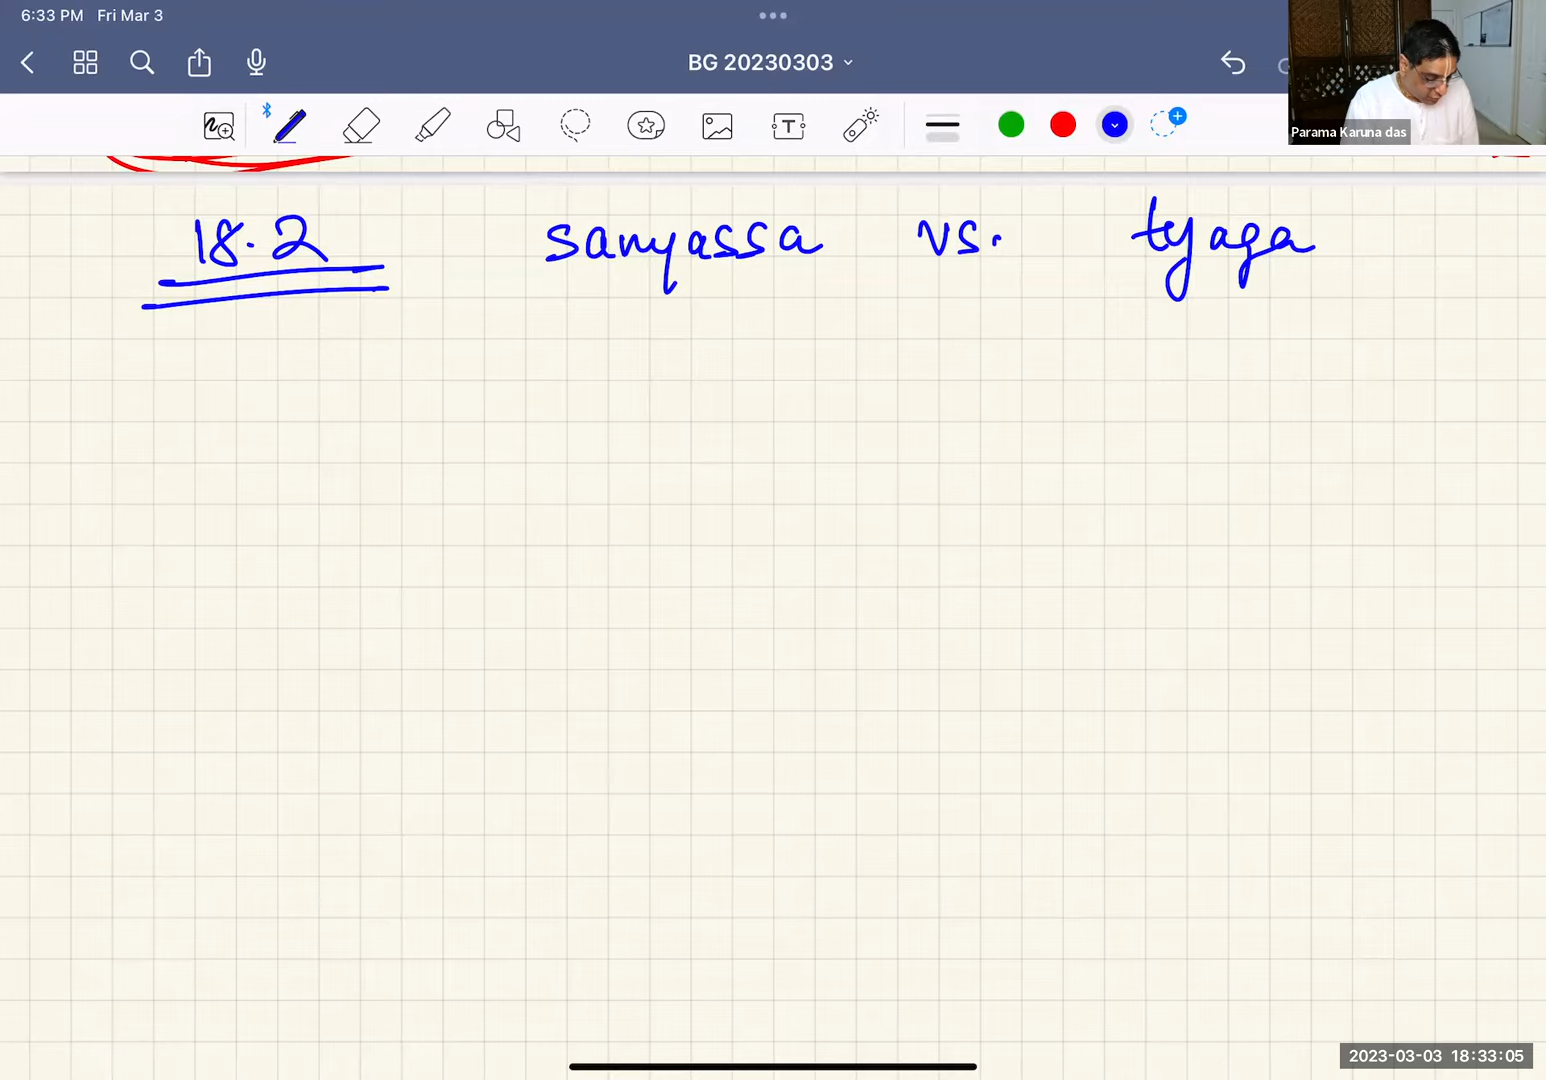 6:33 PM Fri Mar 3
BG 20230303
T
Parama Karuna das
18.2 sanyassa vs. tyaga
2023-03-03 18:33:05